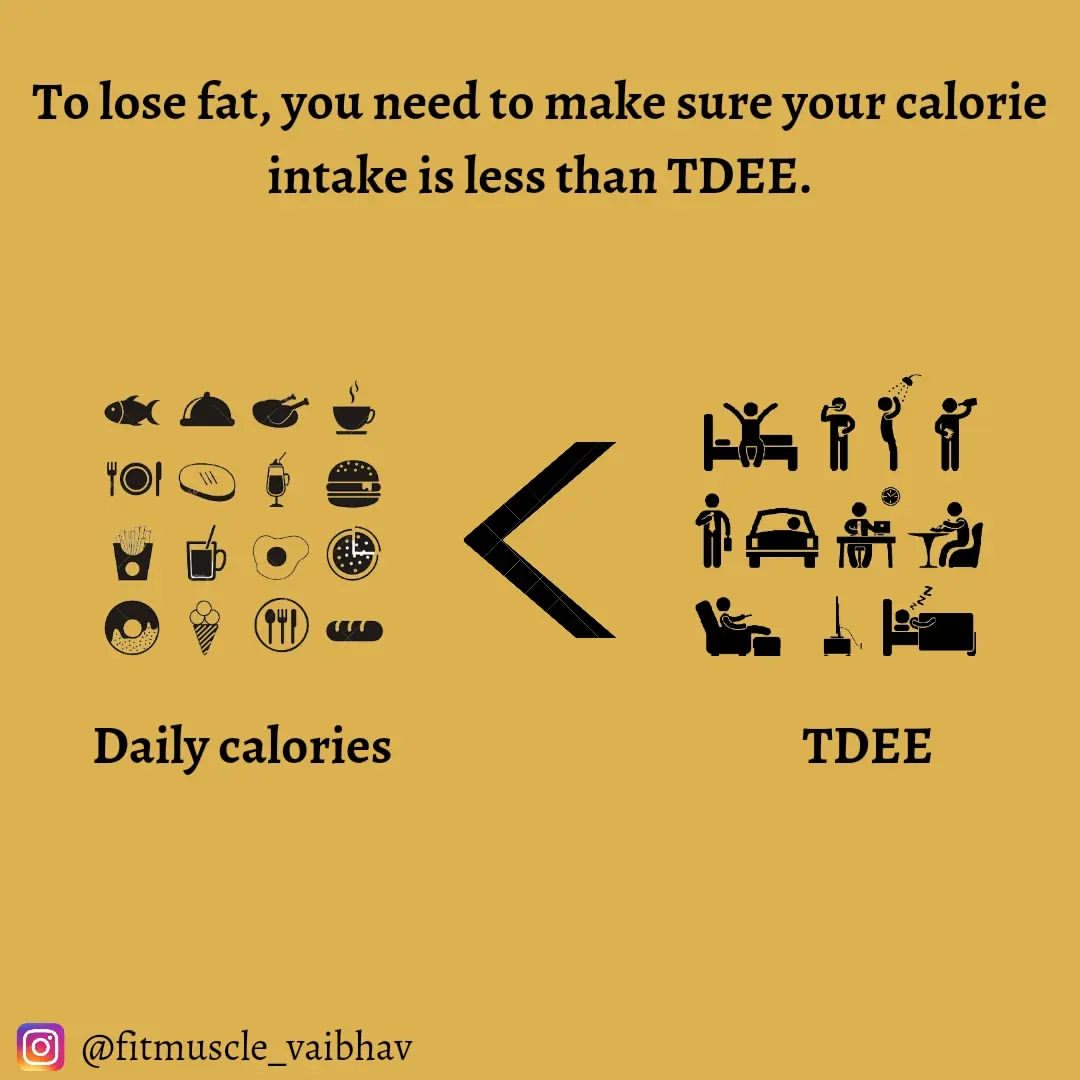 To lose fat, you need to make sure your calorie
intake is less than TDEE.
zzz
Daily calories
TDEE
@fitmuscle_vaibhav